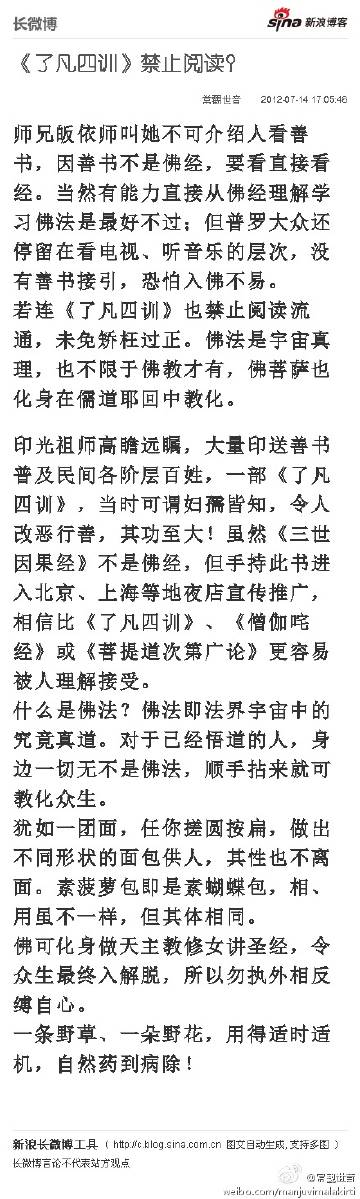 长微博
sina 新浪博客
《了凡四训》禁止阅读?
常翻世音 2012-07-14 17:05:46
师兄皈依师叫她不可介绍人看善
书，因善书不是佛经，要看直接看
经。当然有能力直接从佛经理解学
习佛法是最好不过；但普罗大众还
停留在看电视、听音乐的层次，没
有善书接引，恐怕入佛不易。
若连《了凡四训》也禁止阅读流
通，未免矫枉过正。佛法是宇宙真
理，也不限于佛教才有，佛菩萨也
化身在儒道耶回中教化。
印光祖师高瞻远瞩，大量印送善书
普及民间各阶层百姓，一部《了凡
四训》，当时可谓妇孺皆知，令人
改恶行善，其功至大！虽然《三世
因果经》不是佛经，但手持此书进
入北京、上海等地夜店宣传推广，
相信比《了凡四训》、《僧伽咤
经》或《菩提道次第广论》更容易
被人理解接受。
什么是佛法？佛法即法界宇宙中的
究竟真道。对于已经悟道的人，身
边一切无不是佛法，顺手拈来就可
教化众生。
犹如一团面，任你搓圆按扁，做出
不同形状的面包供人，其性也不离
面。素菠萝包即是素蝴蝶包，相、
用虽不一样，但其体相同。
佛可化身做天主教修女讲圣经，令
众生最终入解脱，所以勿执外相反
缚自心。
一条野草、一朵野花，用得适时适
机，自然药到病除！
新浪长微博工具（ http://c.blog.sina.com.cn 图文自动生成，支持多图 ）
长微博言论不代表站方观点
weibo.com/manjuvimalakirti